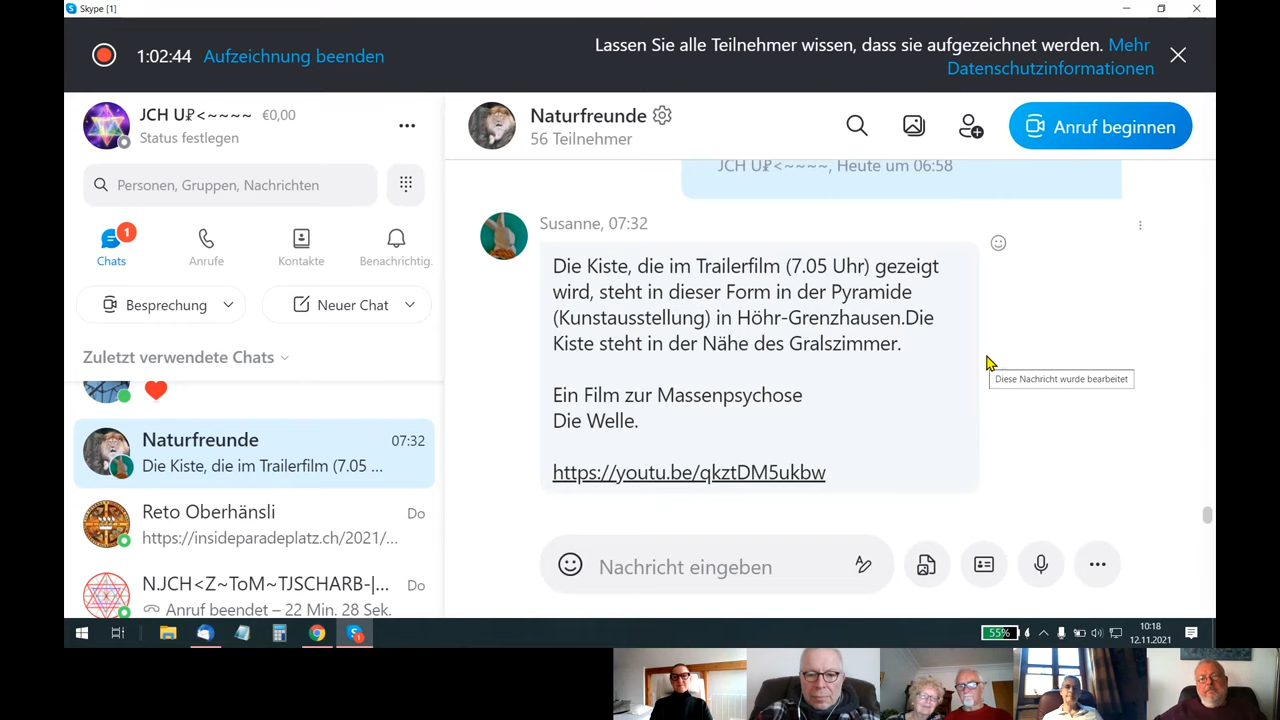 Skype [1]
1:02:44 Aufzeichnung beenden
Lassen Sie alle Teilnehmer wissen, dass sie aufgezeichnet werden. Mehr
Datenschutzinformationen
JCH U₽<~~~~ €0,00
Status festlegen
Personen, Gruppen, Nachrichten
1
Chats
Anrufe
Kontakte
Benachrichtig.
Besprechung
Neuer Chat
Zuletzt verwendete Chats
Naturfreunde 07:32
Die Kiste, die im Trailerfilm (7.05 ...
Reto Oberhänsli Do
https://insideparadeplatz.ch/2021/...
N.JCH<Z~ToM~TJSCHARB-|... Do
Anruf beendet – 22 Min. 28 Sek.
Naturfreunde
56 Teilnehmer
Anruf beginnen
JCH U₽<~~~~, Heute um 06:58
Susanne, 07:32
Die Kiste, die im Trailerfilm (7.05 Uhr) gezeigt
wird, steht in dieser Form in der Pyramide
(Kunstausstellung) in Höhr-Grenzhausen.Die
Kiste steht in der Nähe des Gralszimmer.
Ein Film zur Massenpsychose
Die Welle.
https://youtu.be/qkztDM5ukbw
Diese Nachricht wurde bearbeitet
Nachricht eingeben
55%
10:18
12.11.2021